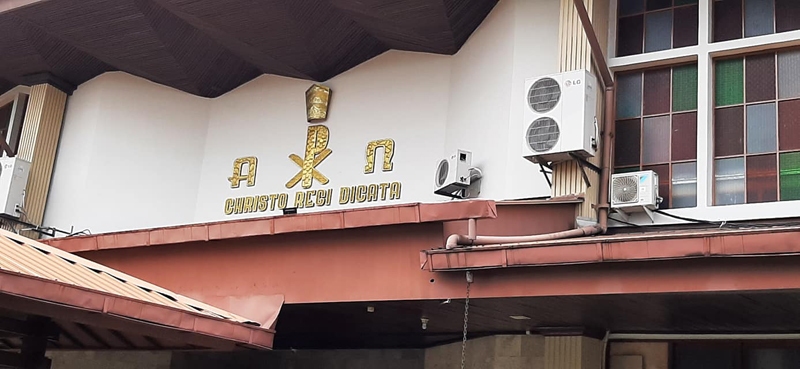 A Ω
CHRISTO REGI DICATA
LG